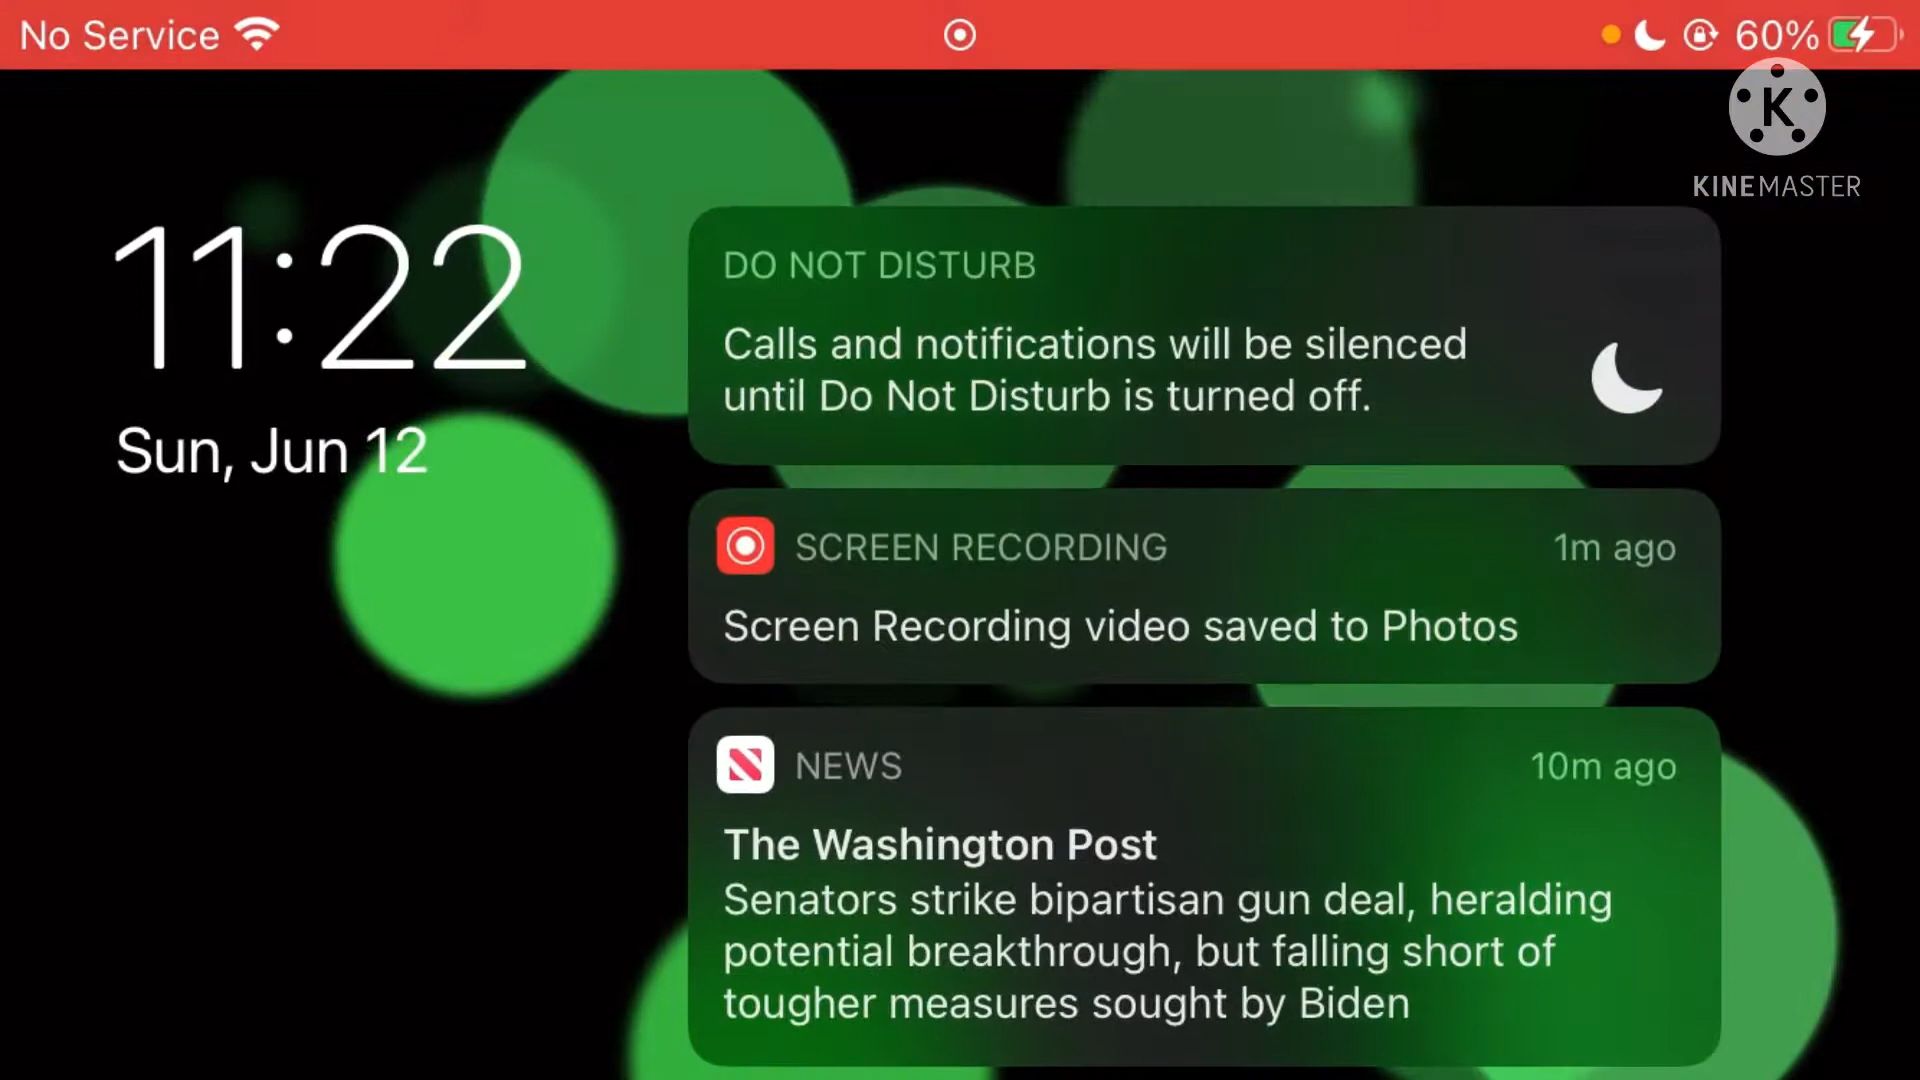 No Service
60%
K
KINEMASTER
11:22
Sun, Jun 12
DO NOT DISTURB
Calls and notifications will be silenced
until Do Not Disturb is turned off.
SCREEN RECORDING
1m ago
Screen Recording video saved to Photos
NEWS
10m ago
The Washington Post
Senators strike bipartisan gun deal, heralding
potential breakthrough, but falling short of
tougher measures sought by Biden